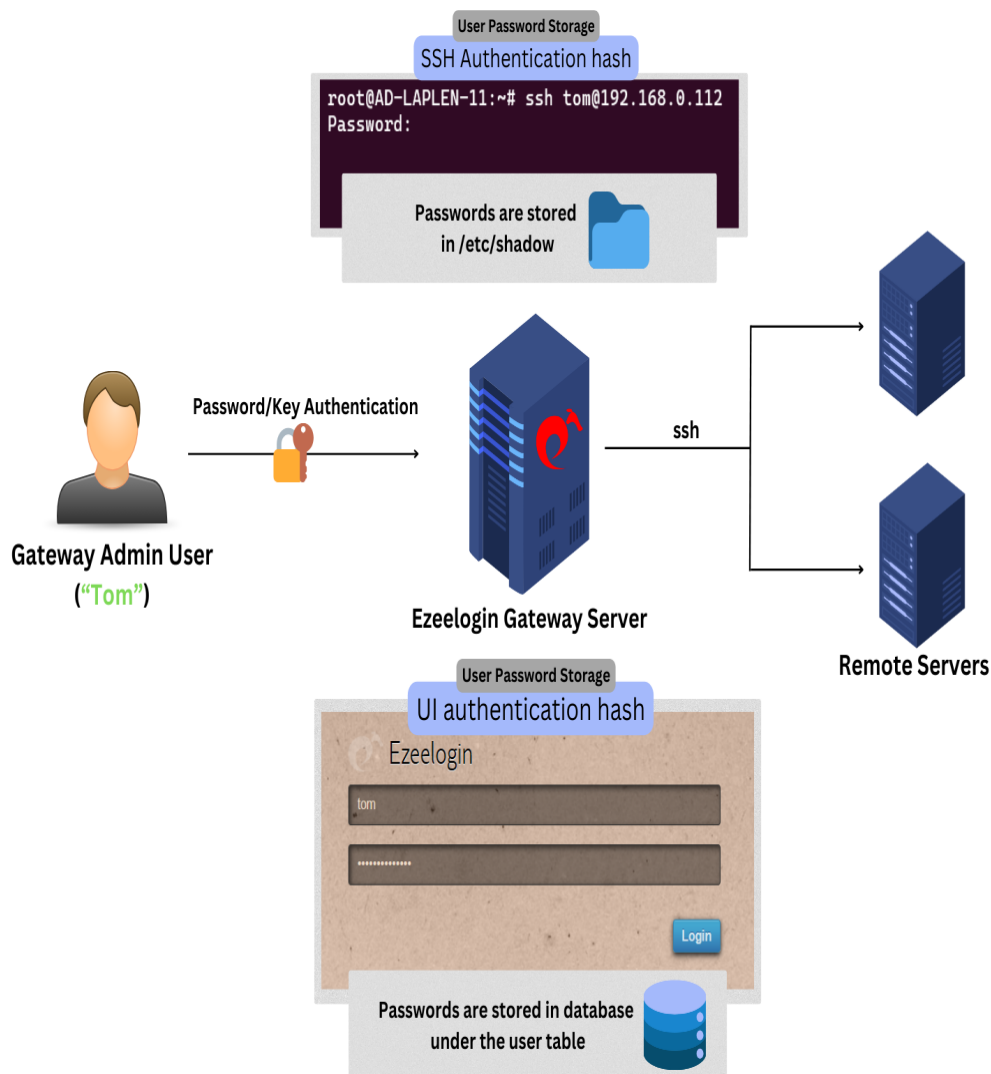 User Password Storage
SSH Authentication hash
root@AD-LAPLEN-11:~# ssh tom@192.168.0.112
Password:
Passwords are stored
in /etc/shadow
Password/Key Authentication
ssh
Gateway Admin User
(“Tom”)
Ezeelogin Gateway Server
Remote Servers
User Password Storage
UI authentication hash
Ezeelogin
tom
••••••••••••••
Login
Passwords are stored in database
under the user table